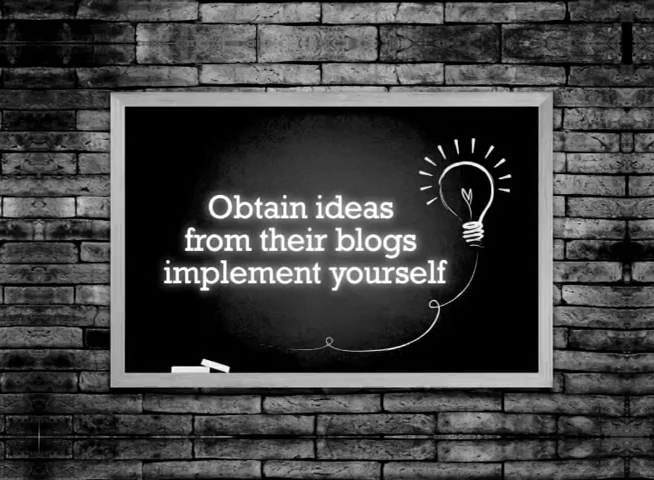 Obtain ideas
from their blogs
implement yourself